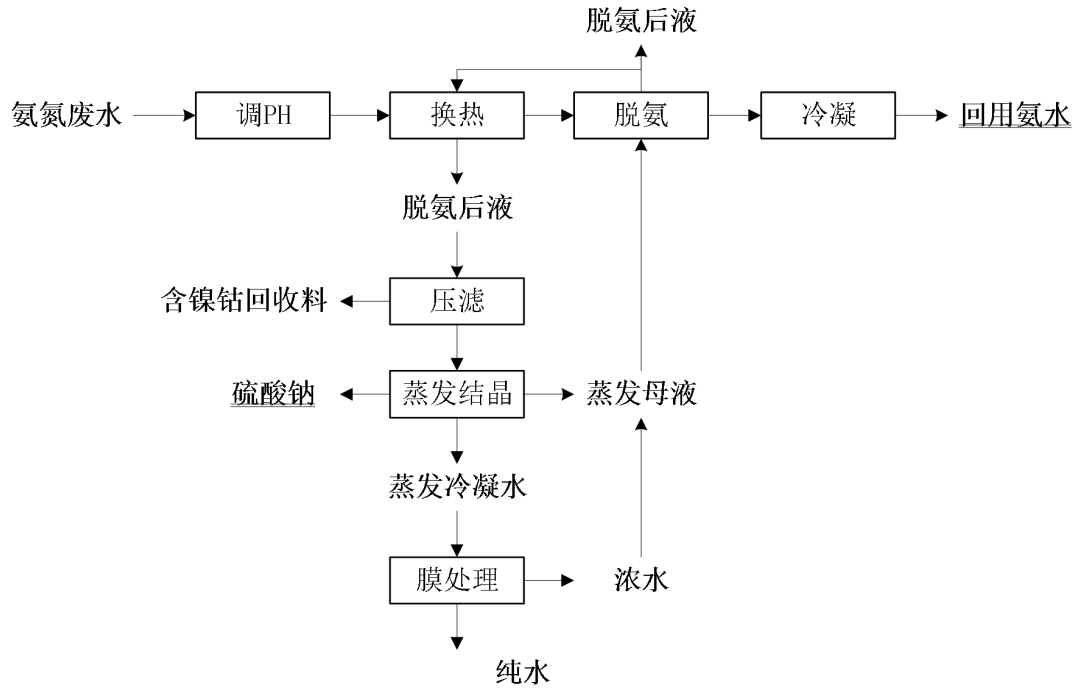 脱氨后液
氨氮废水
调PH
换热
脱氨
冷凝
回用氨水
脱氨后液
含镍钴回收料
压滤
硫酸钠
蒸发结晶
蒸发母液
蒸发冷凝水
膜处理
浓水
纯水